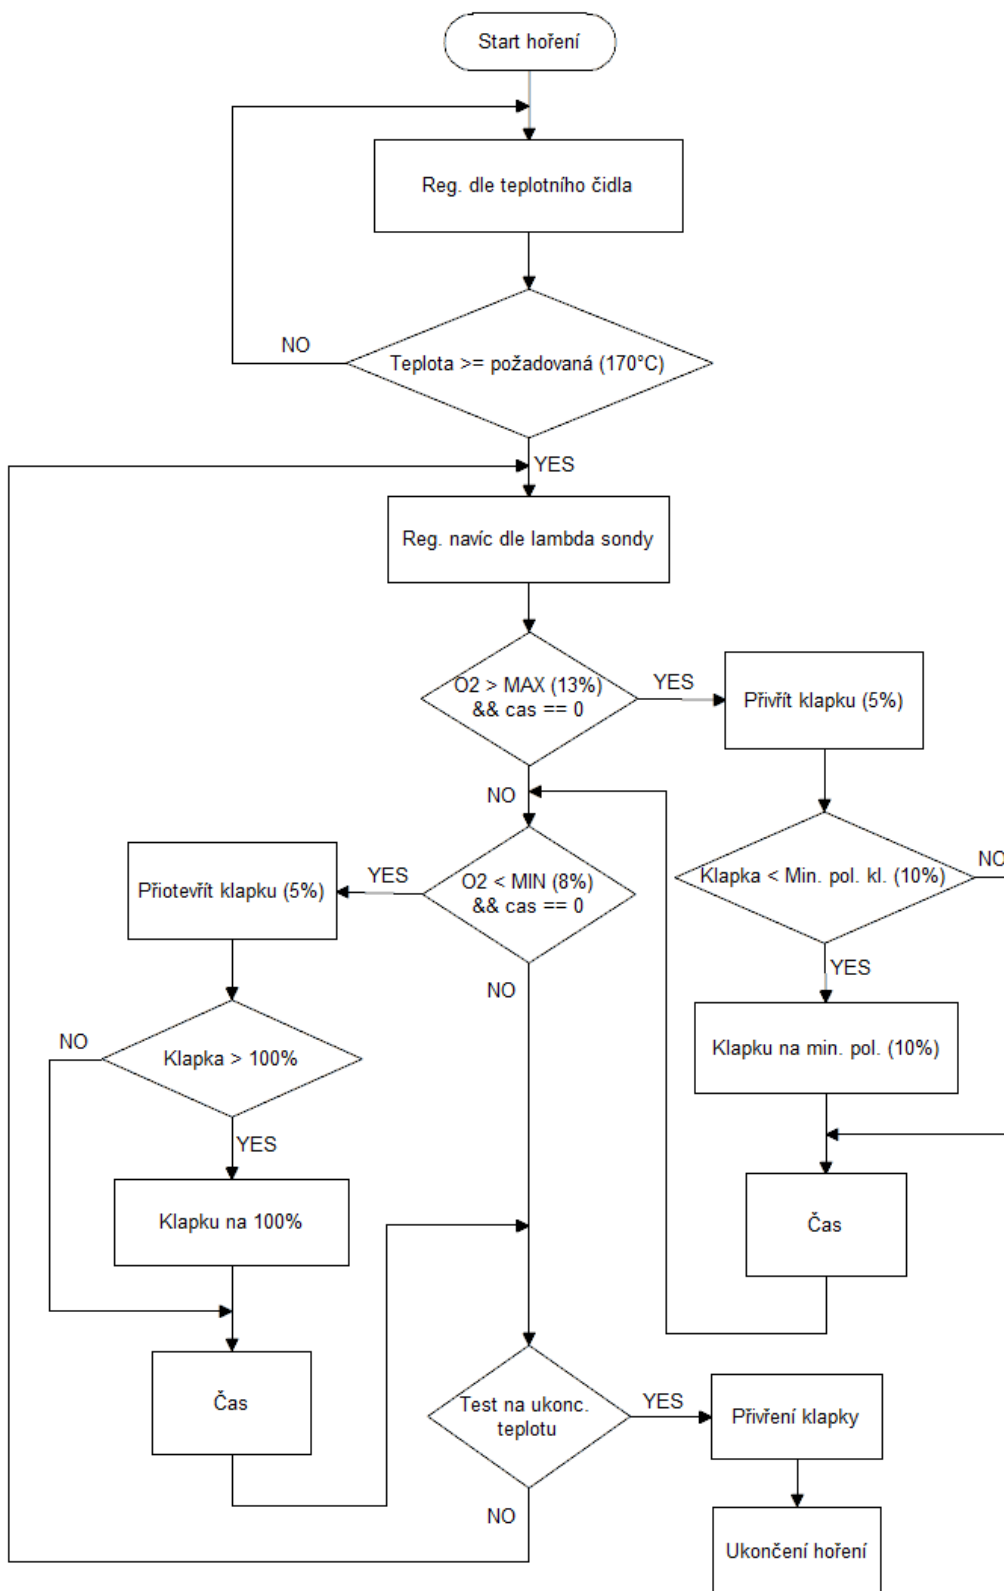 Start hoření
Reg. dle teplotního čidla
NO
Teplota >= požadovaná (170°C)
YES
Reg. navíc dle lambda sondy
O2 > MAX (13%)
&& cas == 0
YES
Přivřít klapku (5%)
NO
Klapka < Min. pol. kl. (10%)
NO
YES
Klapku na min. pol. (10%)
Čas
O2 < MIN (8%)
&& cas == 0
YES
Přiotevřít klapku (5%)
NO
NO
Klapka > 100%
YES
Klapku na 100%
Čas
Test na ukonc.
teplotu
YES
Přivření klapky
NO
Ukončení hoření